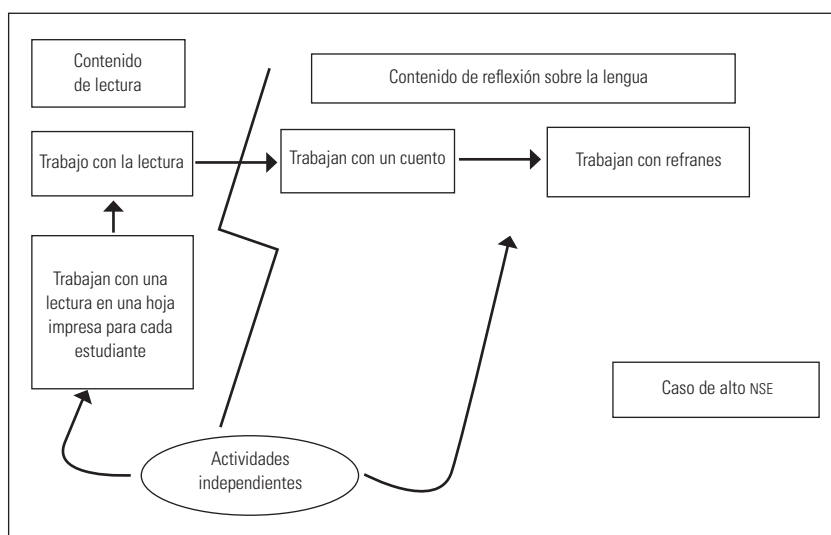 Contenido
de lectura
Contenido de reflexión sobre la lengua
Trabajo con la lectura
Trabajan con un cuento
Trabajan con refranes
Trabajan con una
lectura en una hoja
impresa para cada
estudiante
Caso de alto NSE
Actividades
independientes